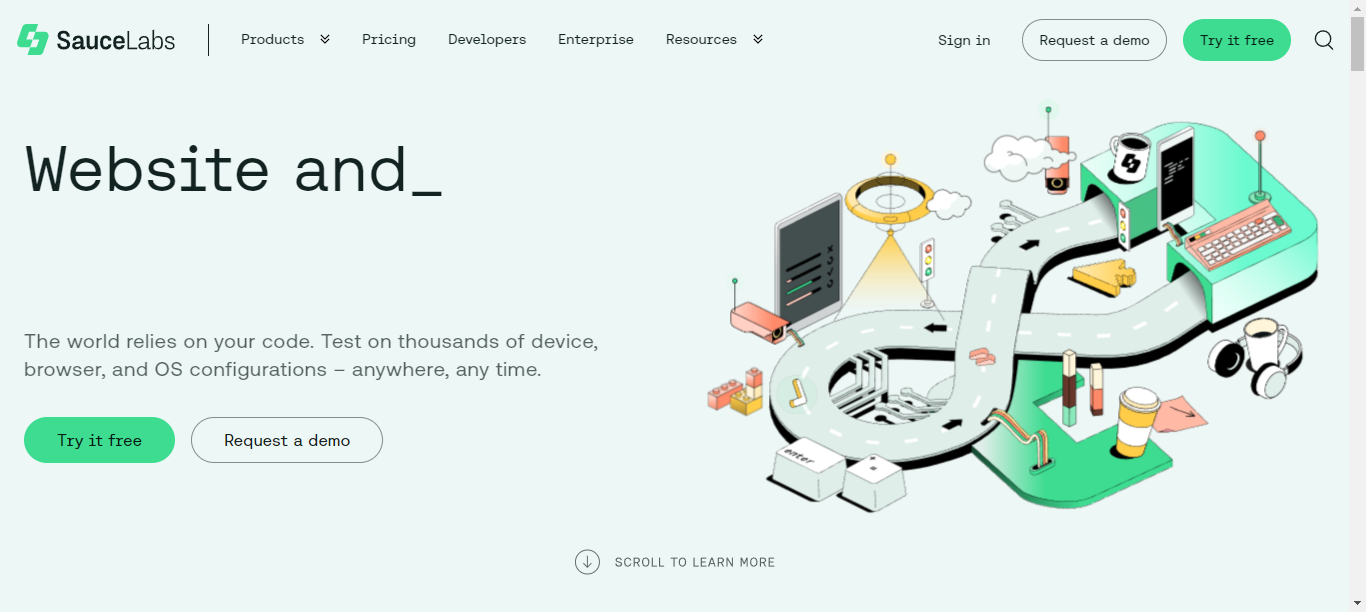 SauceLabs
Products
Pricing
Developers
Enterprise
Resources
Sign in
Request a demo
Try it free
Website and_
The world relies on your code. Test on thousands of device,
browser, and OS configurations – anywhere, any time.
Try it free
Request a demo
enter
+
=
SCROLL TO LEARN MORE